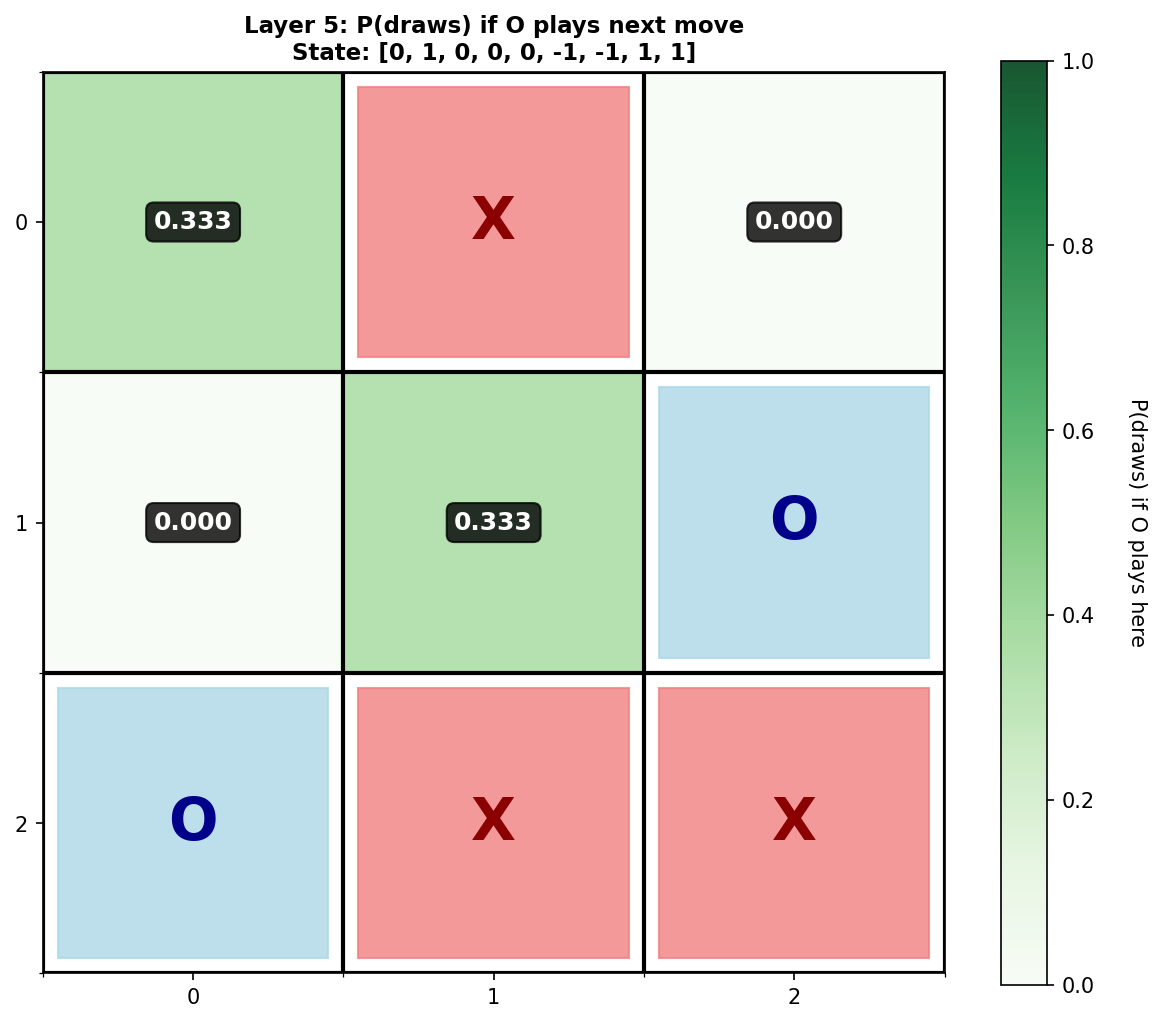 Layer 5: P(draws) if O plays next move
State: [0, 1, 0, 0, 0, -1, -1, 1, 1]
1.0
0.8
0.6
0.4
0.2
0.0
P(draws) if O plays here
0
0.333
X
0.000
1
0.000
0.333
O
2
O
X
X
0
1
2